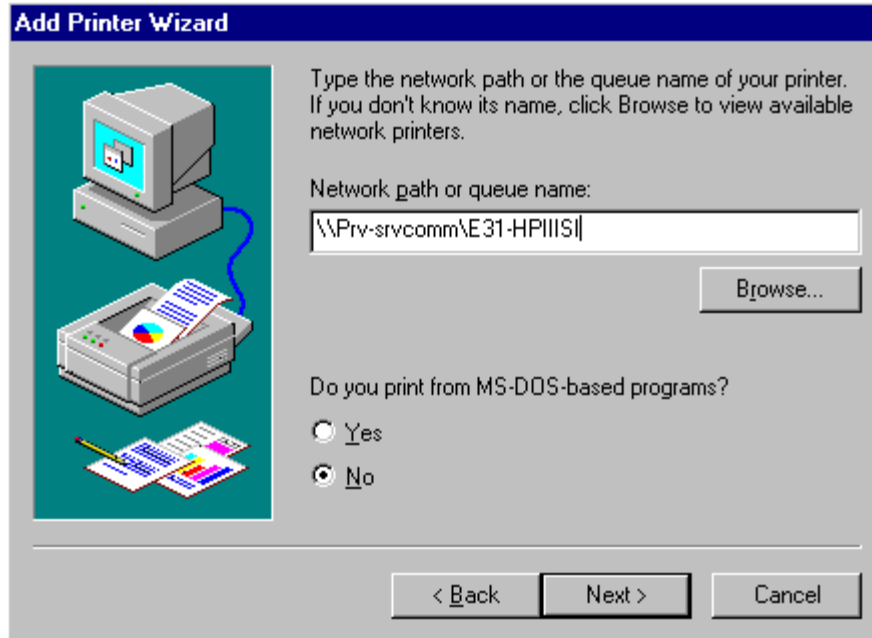 Add Printer Wizard
Type the network path or the queue name of your printer.
If you don't know its name, click Browse to view available
network printers.
Network path or queue name:
\\Prv-srvcomm\E31-HPIIISI
Browse...
Do you print from MS-DOS-based programs?
Yes
No
< Back
Next >
Cancel